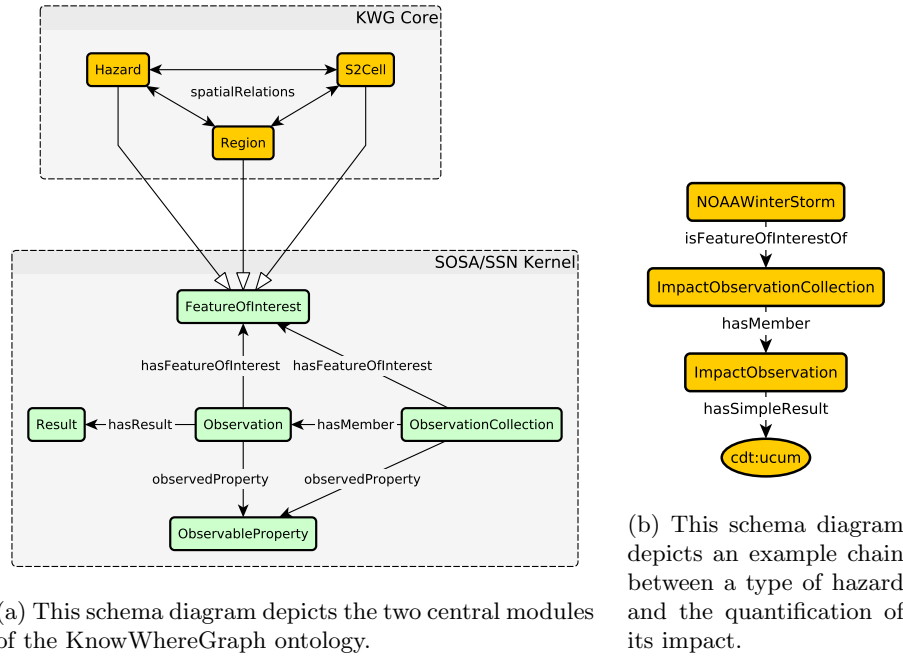 KWG Core
Hazard
S2Cell
spatialRelations
Region
SOSA/SSN Kernel
FeatureOfInterest
hasFeatureOfInterest hasFeatureOfInterest
Result hasResult Observation hasMember ObservationCollection
observedProperty observedProperty
ObservableProperty
(a) This schema diagram depicts the two central modules
of the KnowWhereGraph ontology.
NOAAWinterStorm
isFeatureOfInterestOf
ImpactObservationCollection
hasMember
ImpactObservation
hasSimpleResult
cdt:ucum
(b) This schema diagram
depicts an example chain
between a type of hazard
and the quantification of
its impact.